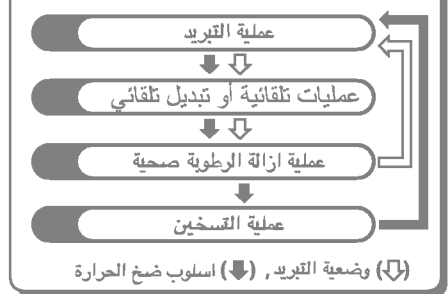 عملية التبريد
عمليات تلقائية أو تبديل تلقائي
عملية ازالة الرطوبة صحية
عملية التسخين
(⇩) وضعية التبريد , (⬇) اسلوب ضخ الحرارة